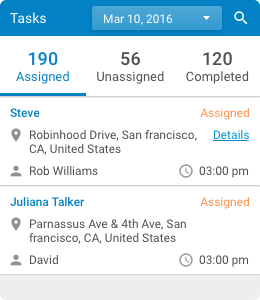 Tasks Mar 10, 2016
190 56 120
Assigned Unassigned Completed
Steve Assigned
Robinhood Drive, San francisco, Details
CA, United States
Rob Williams 03:00 pm
Juliana Talker Assigned
Parnassus Ave & 4th Ave, San
francisco, CA, United States
David 03:00 pm